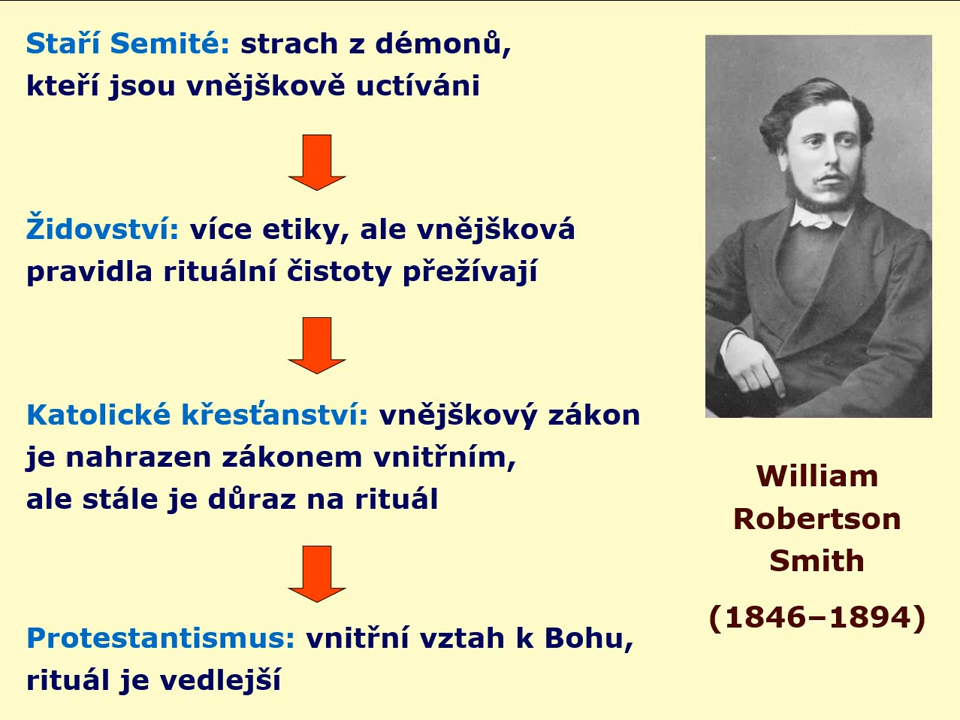 Staří Semité: strach z démonů,
kteří jsou vnějškově uctíváni
Židovství: více etiky, ale vnějšková
pravidla rituální čistoty přežívají
Katolické křesťanství: vnějškový zákon
je nahrazen zákonem vnitřním,
ale stále je důraz na rituál
Protestantismus: vnitřní vztah k Bohu,
rituál je vedlejší
William
Robertson
Smith
(1846–1894)